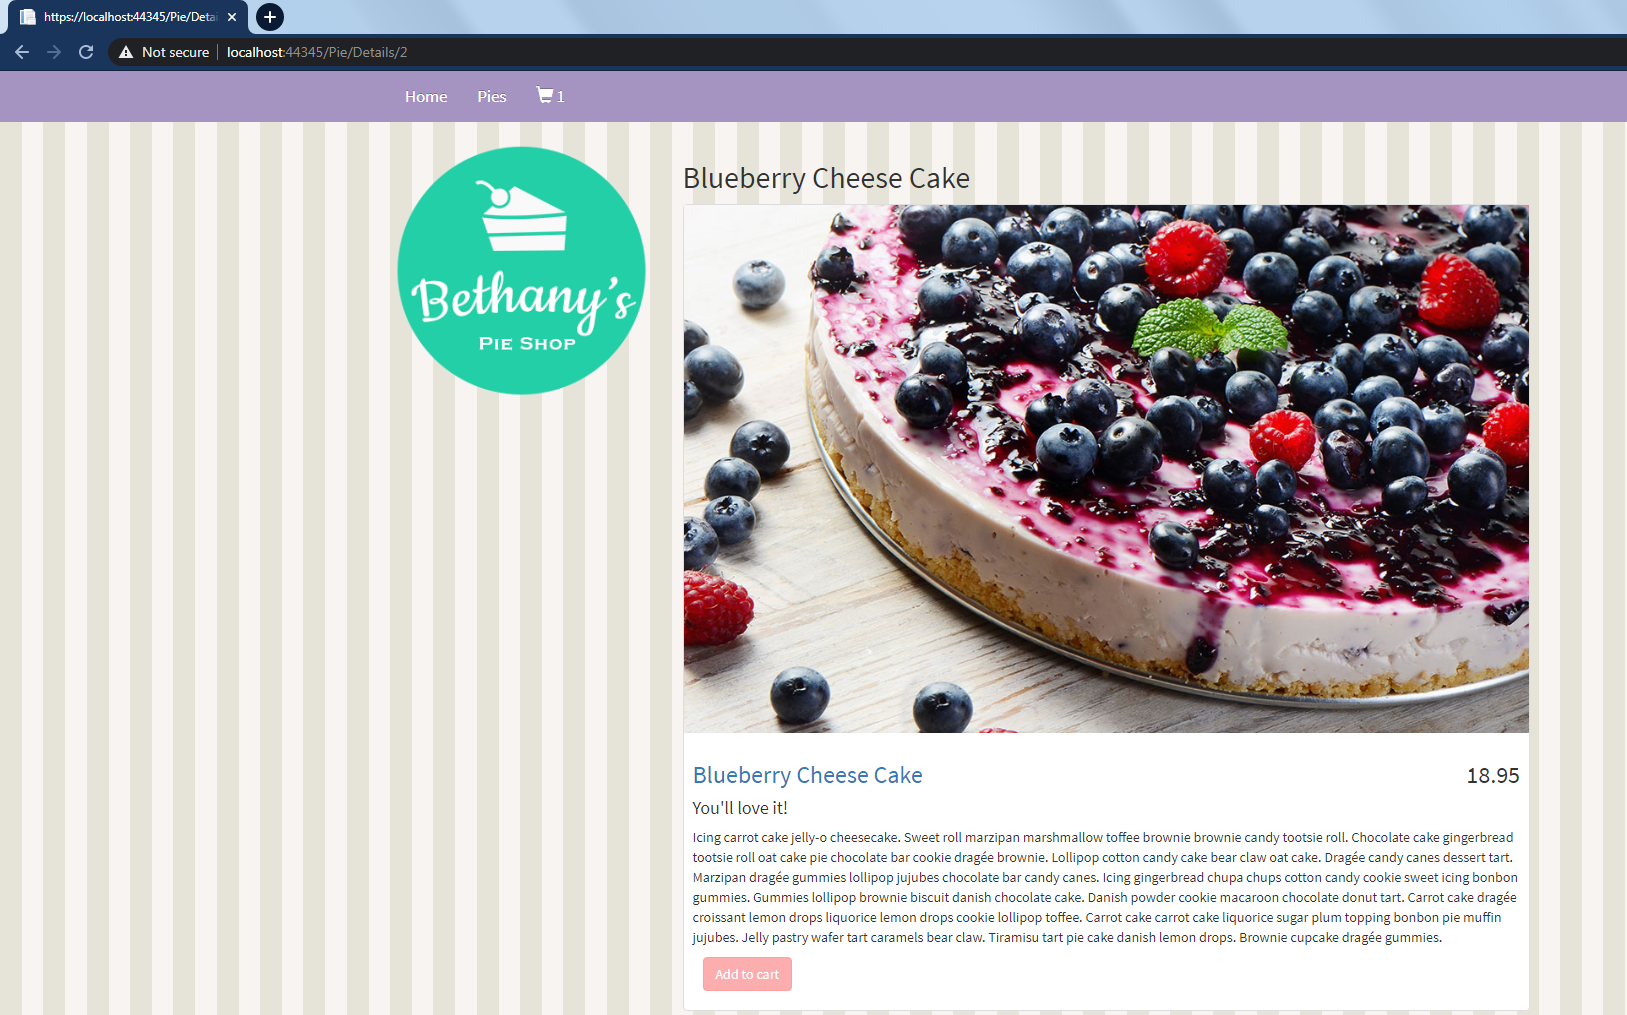 https://localhost:44345/Pie/Deta
Not secure localhost:44345/Pie/Details/2
Home Pies 1
Bethany's
PIE SHOP
Blueberry Cheese Cake
Blueberry Cheese Cake 18.95
You'll love it!
Icing carrot cake jelly-o cheesecake. Sweet roll marzipan marshmallow toffee brownie brownie candy tootsie roll. Chocolate cake gingerbread
tootsie roll oat cake pie chocolate bar cookie dragée brownie. Lollipop cotton candy cake bear claw oat cake. Dragée candy canes dessert tart.
Marzipan dragée gummies lollipop jujubes chocolate bar candy canes. Icing gingerbread chupa chups cotton candy cookie sweet icing bonbon
gummies. Gummies lollipop brownie biscuit danish chocolate cake. Danish powder cookie macaroon chocolate donut tart. Carrot cake dragée
croissant lemon drops liquorice lemon drops cookie lollipop toffee. Carrot cake carrot cake liquorice sugar plum topping bonbon pie muffin
jujubes. Jelly pastry wafer tart caramels bear claw. Tiramisu tart pie cake danish lemon drops. Brownie cupcake dragée gummies.
Add to cart